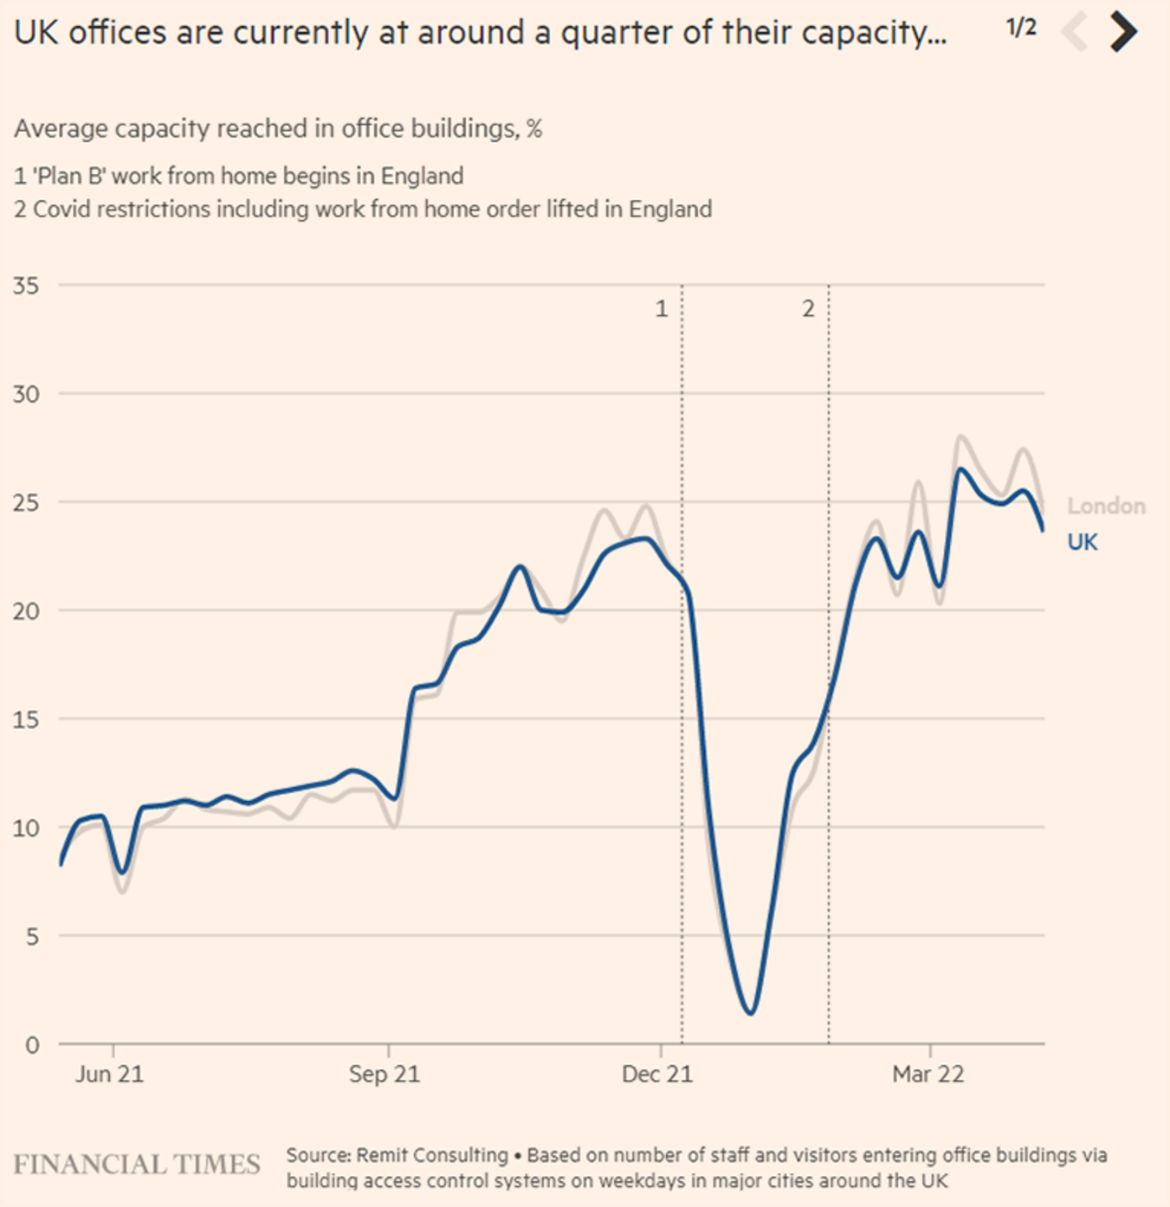 UK offices are currently at around a quarter of their capacity...
1/2
Average capacity reached in office buildings, %
1 'Plan B' work from home begins in England
2 Covid restrictions including work from home order lifted in England
35
1
2
30
25
London
UK
20
15
10
5
0
Jun 21
Sep 21
Dec 21
Mar 22
FINANCIAL TIMES
Source: Remit Consulting • Based on number of staff and visitors entering office buildings via
building access control systems on weekdays in major cities around the UK